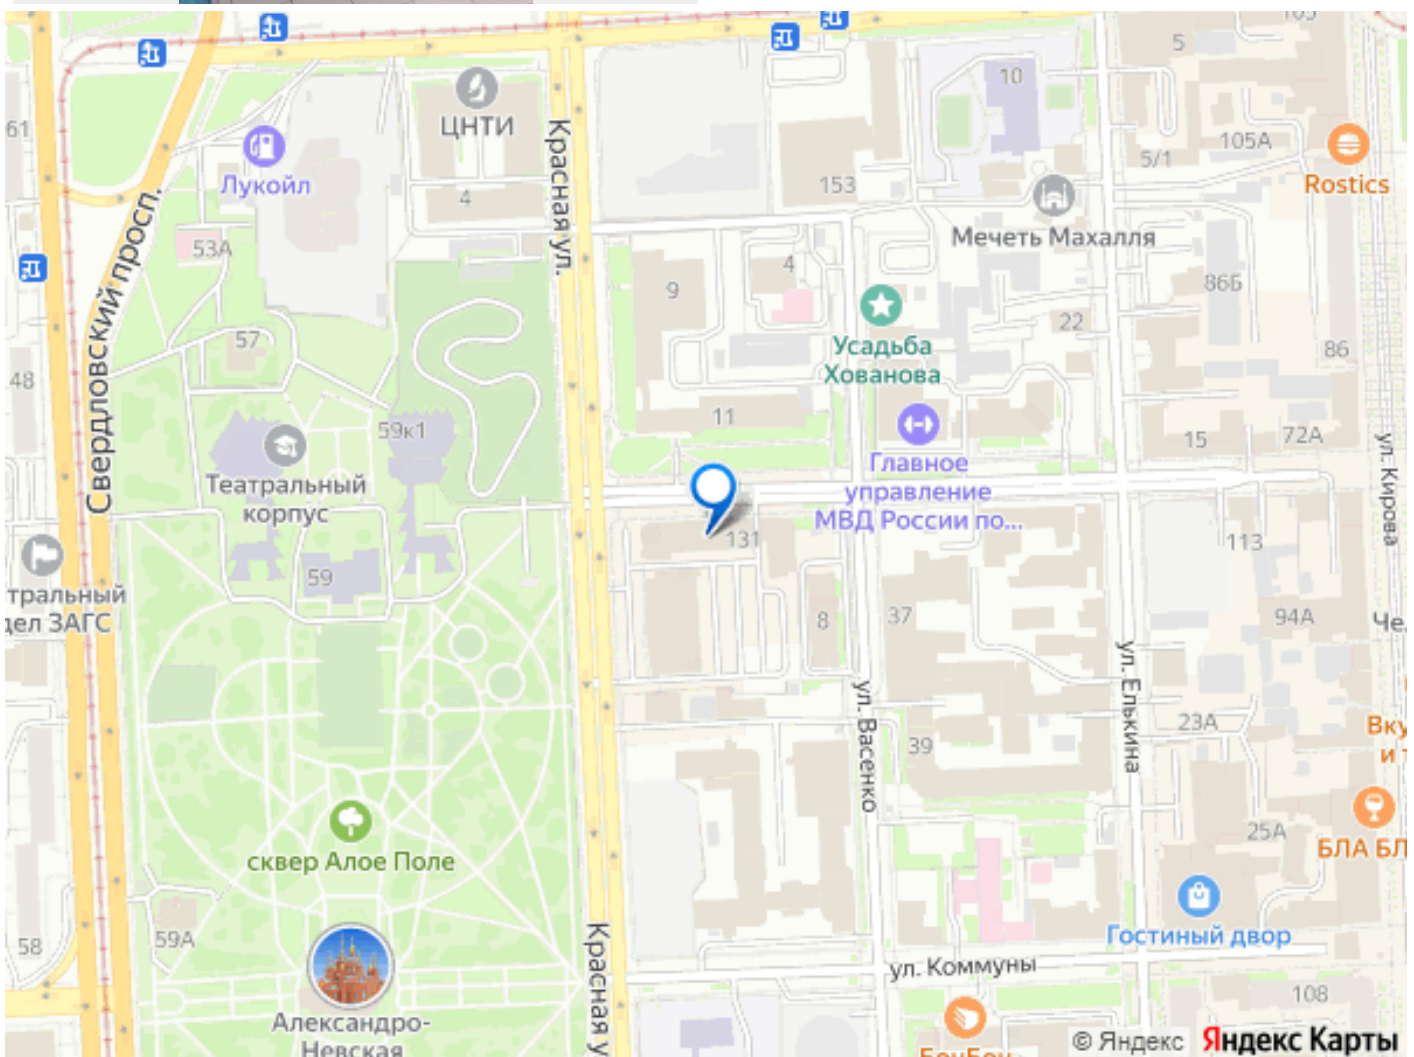 61
ЦНТИ
Лукойл
4
53А
Свердловский просп.
Красная ул.
57
48
59к1
Театральный
корпус
59
тральный
дел ЗАГС
сквер Алое Поле
59А
58
Александро-
Невская
5
10
105А
5/1
Rostics
153
Мечеть Махалля
4
9
86Б
22
86
Усадьба
Хованова
11
15
72А
Главное
управление
МВД России по...
ул. Кирова
131
113
8
37
94А
Че
ул. Елькина
ул. Васенко
39
23А
Вку
и т
25А
БЛА БЛ
Гостиный двор
ул. Коммуны
Красная у
108
© Яндекс
Яндекс Карты